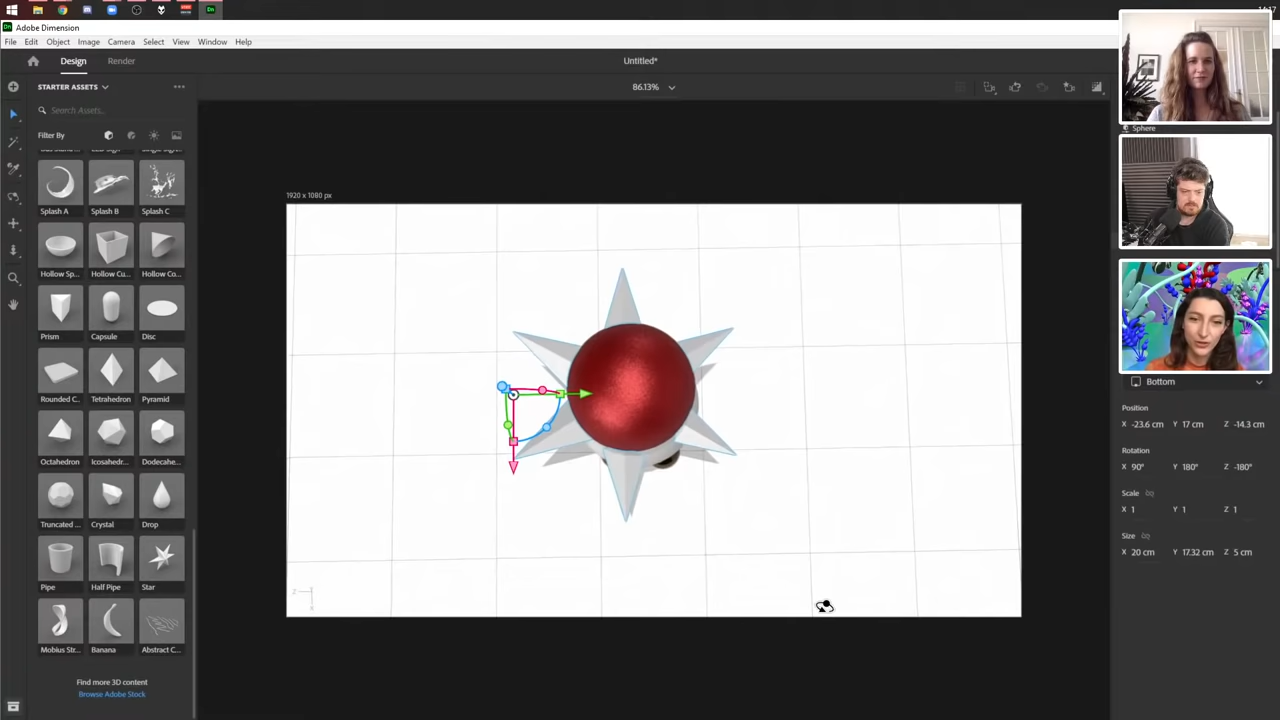 Adobe Dimension
File Edit Object Image Camera Select View Window Help
Design Render
Untitled*
STARTER ASSETS
86.13%
Search Assets...
Filter By
Splash A Splash B Splash C
Hollow Sp... Hollow Cu... Hollow Co...
Prism Capsule Disc
Rounded C... Tetrahedron Pyramid
Octahedron Icosahedr... Dodecahe...
Truncated ... Crystal Drop
Pipe Half Pipe Star
Mobius Str... Banana Abstract C...
Find more 3D content
Browse Adobe Stock
1920 x 1080 px
Sphere
Bottom
Position
X -23.6 cm Y 17 cm Z -14.3 cm
Rotation
X 90° Y 180° Z -180°
Scale
X 1 Y 1 Z 1
Size
X 20 cm Y 17.32 cm Z 5 cm